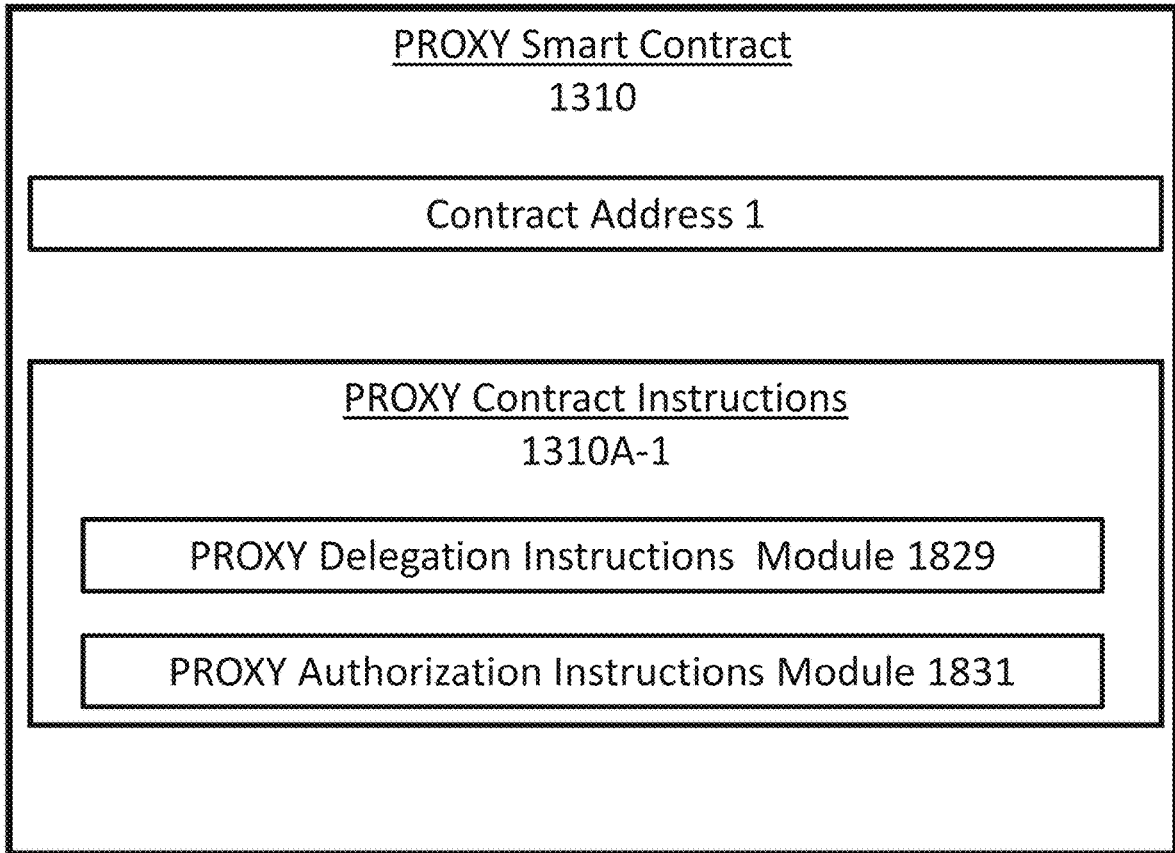 PROXY Smart Contract
1310
Contract Address 1
PROXY Contract Instructions
1310A-1
PROXY Delegation Instructions  Module 1829
PROXY Authorization Instructions Module 1831